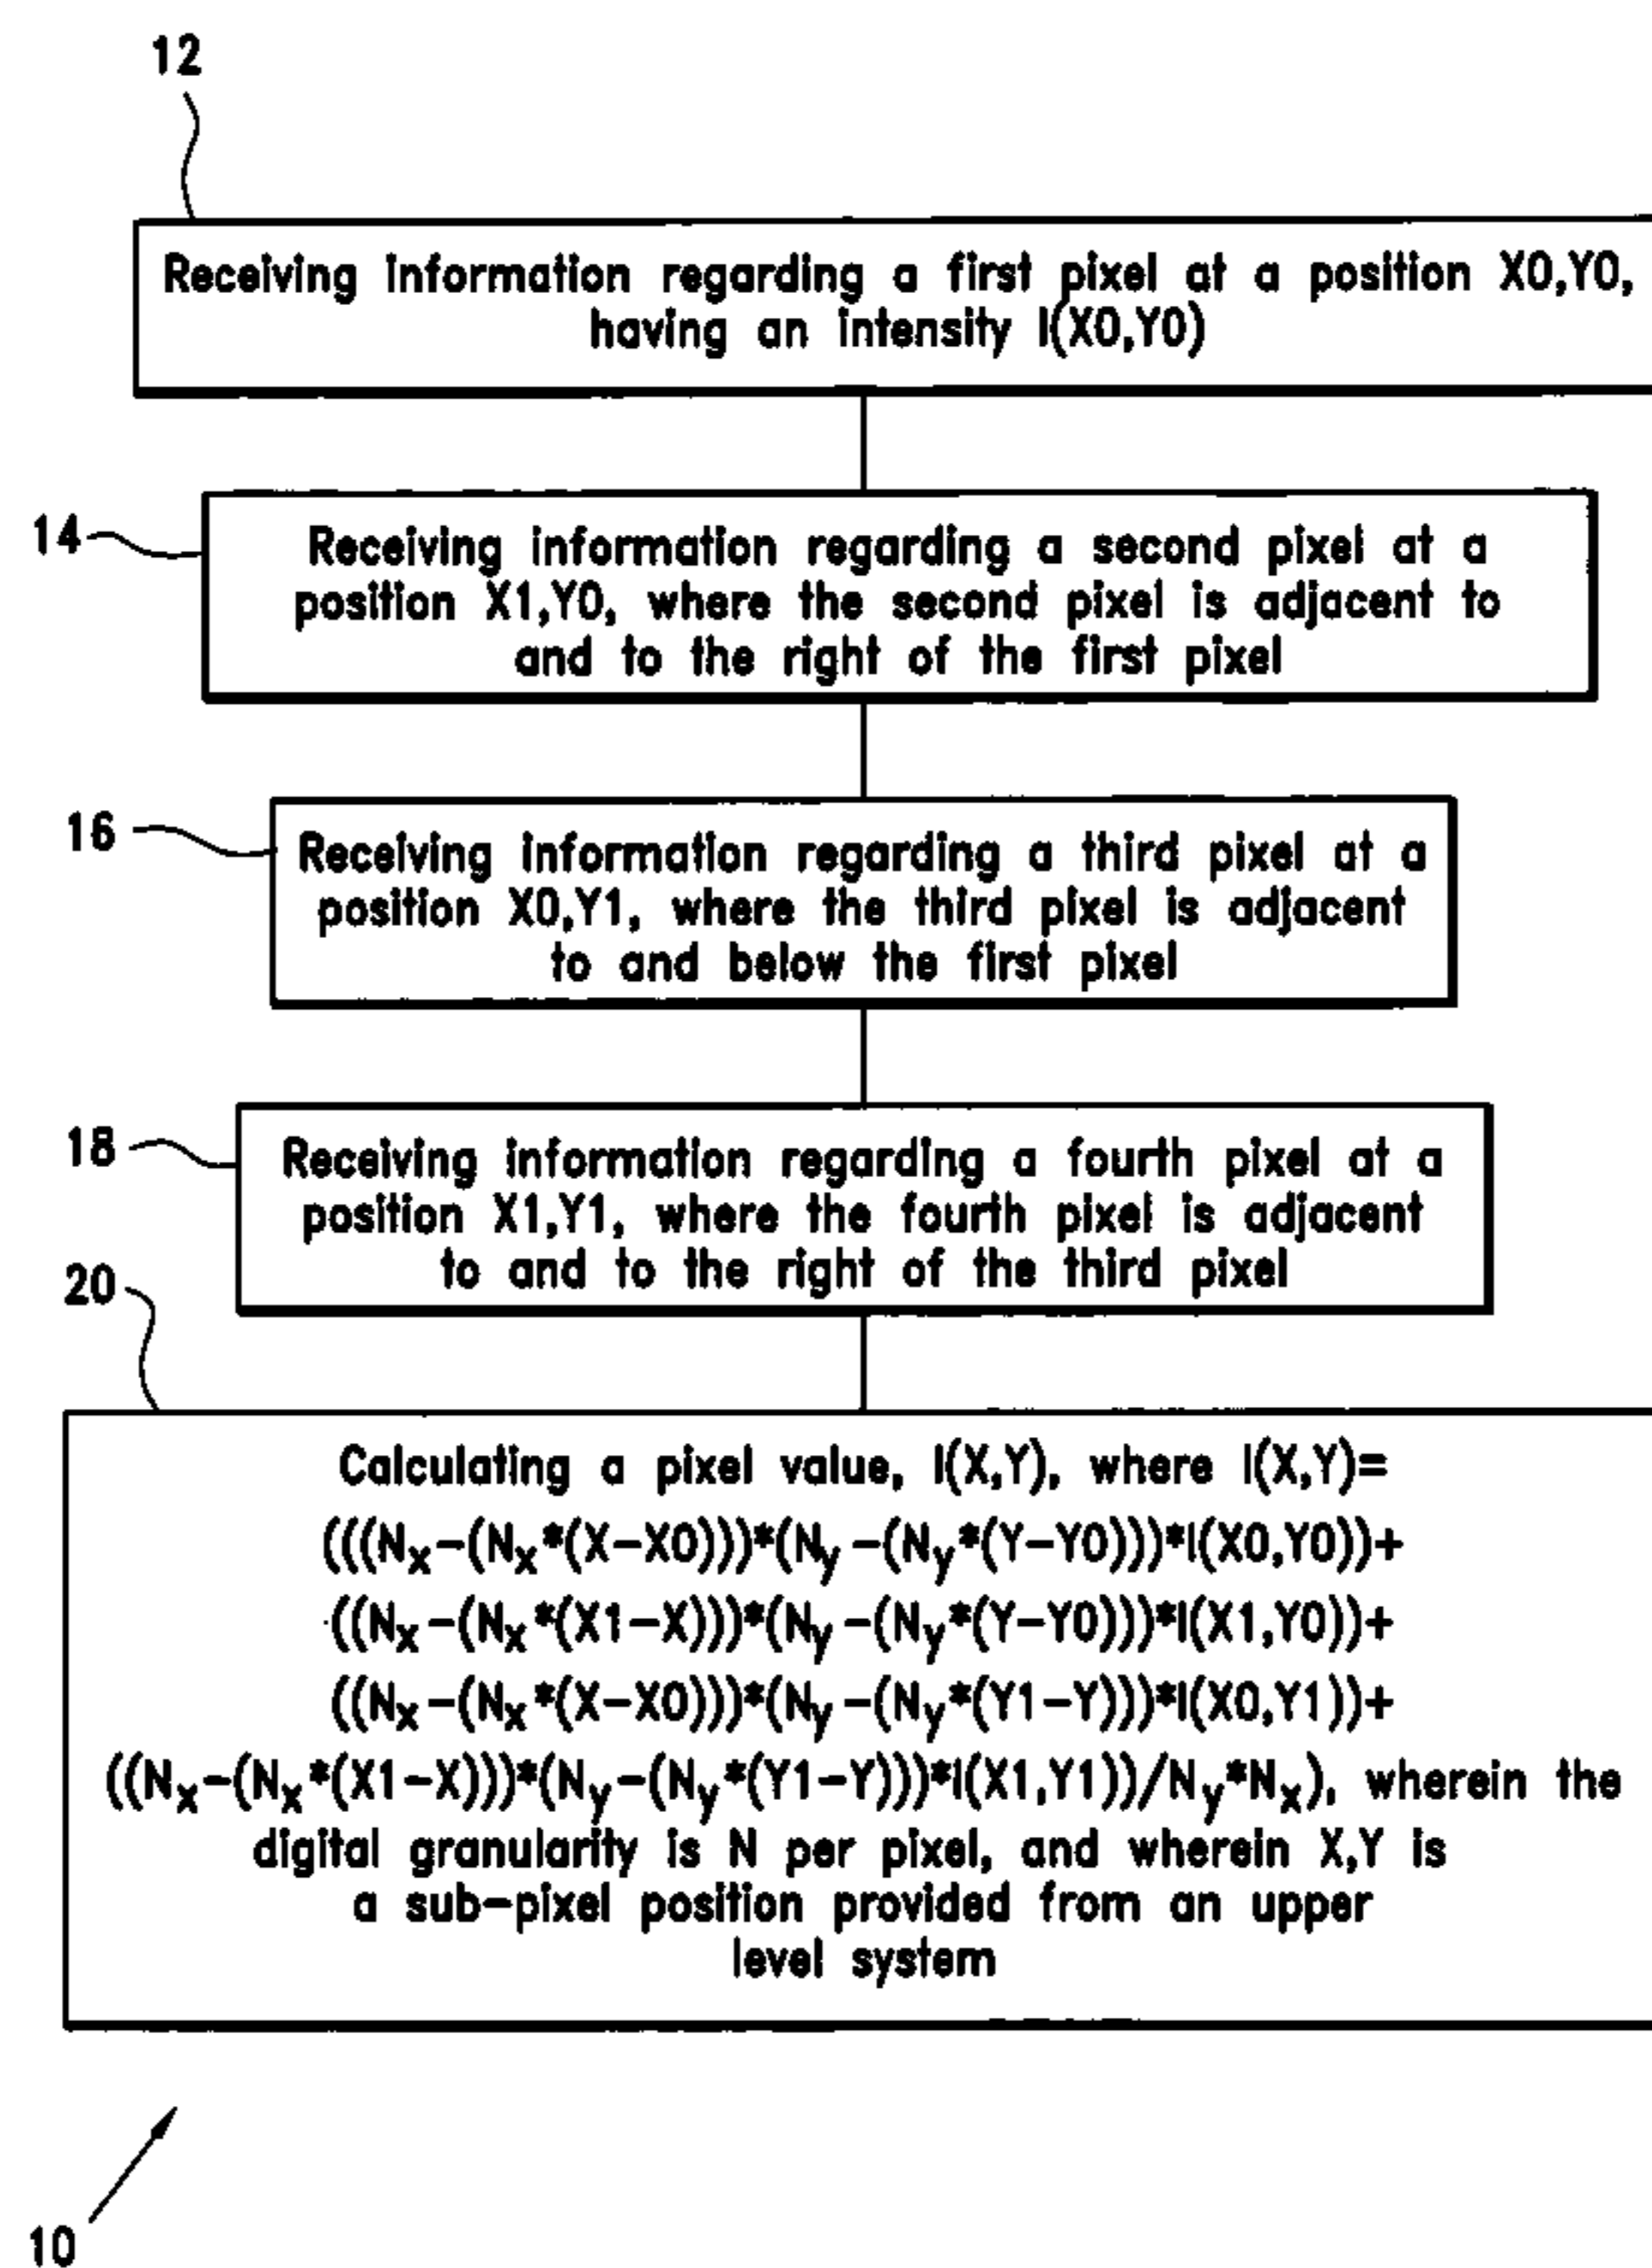 12
Receiving information regarding a first pixel at a position X0,Y0,
having an intensity I(X0,Y0)
14
Receiving information regarding a second pixel at a
position X1,Y0, where the second pixel is adjacent to
and to the right of the first pixel
16
Receiving information regarding a third pixel at a
position X0,Y1, where the third pixel is adjacent
to and below the first pixel
18
Receiving information regarding a fourth pixel at a
position X1,Y1, where the fourth pixel is adjacent
to and to the right of the third pixel
20
Calculating a pixel value, I(X,Y), where I(X,Y)=
(((Nx-(Nx*(X-X0)))*(Ny-(Ny*(Y-Y0)))*I(X0,Y0))+
((Nx-(Nx*(X1-X)))*(Ny-(Ny*(Y-Y0)))*I(X1,Y0))+
((Nx-(Nx*(X-X0)))*(Ny-(Ny*(Y1-Y)))*I(X0,Y1))+
((Nx-(Nx*(X1-X)))*(Ny-(Ny*(Y1-Y)))*I(X1,Y1))/Ny*Nx), wherein the
digital granularity is N per pixel, and wherein X,Y is
a sub-pixel position provided from an upper
level system
10